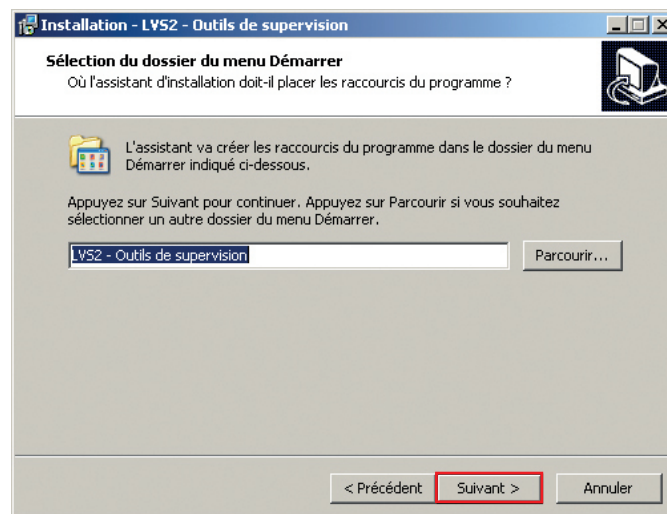 Installation - LVS2 - Outils de supervision
Sélection du dossier du menu Démarrer
Où l'assistant d'installation doit-il placer les raccourcis du programme ?
L'assistant va créer les raccourcis du programme dans le dossier du menu
Démarrer indiqué ci-dessous.
Appuyez sur Suivant pour continuer. Appuyez sur Parcourir si vous souhaitez
sélectionner un autre dossier du menu Démarrer.
LVS2 - Outils de supervision
Parcourir...
< Précédent
Suivant >
Annuler